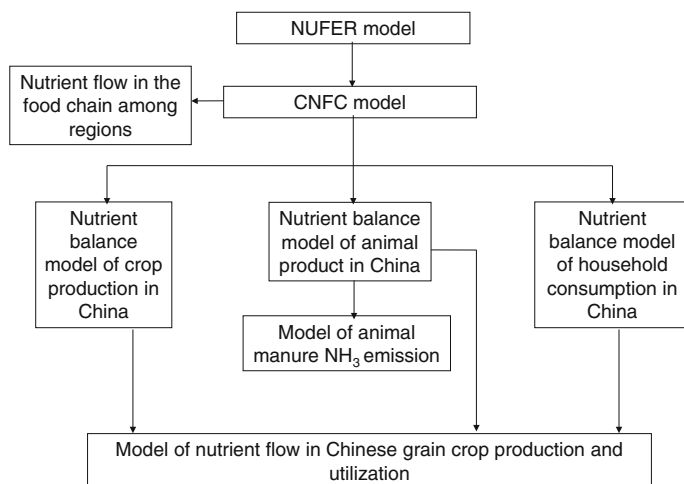 NUFER model
Nutrient flow in the
food chain among
regions
CNFC model
Nutrient
balance
model of crop
production in
China
Nutrient balance
model of animal
product in China
Nutrient
balance model
of household
consumption in
China
Model of animal
manure NH₃ emission
Model of nutrient flow in Chinese grain crop production and
utilization